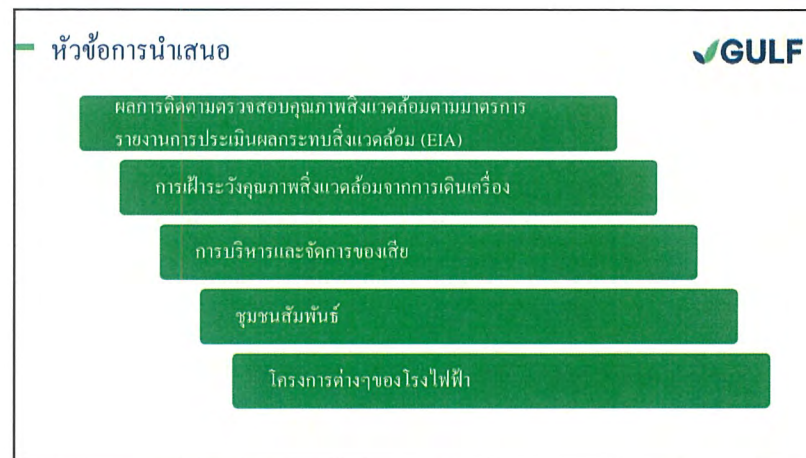 หัวข้อการนำเสนอ
GULF
ผลการติดตามตรวจสอบคุณภาพสิ่งแวดล้อมตามมาตรการ
รายงานการประเมินผลกระทบสิ่งแวดล้อม (EIA)
การเฝ้าระวังคุณภาพสิ่งแวดล้อมจากการเดินเครื่อง
การบริหารและจัดการของเสีย
ชุมชนสัมพันธ์
โครงการต่างๆของโรงไฟฟ้า